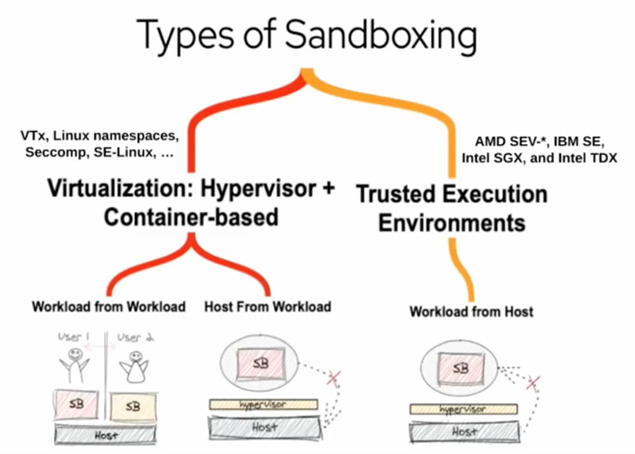 Types of Sandboxing
VTx, Linux namespaces,
Seccomp, SE-Linux, ...
AMD SEV-*, IBM SE,
Intel SGX, and Intel TDX
Virtualization: Hypervisor +
Container-based
Trusted Execution
Environments
Workload from Workload
Host From Workload
Workload from Host
User 1
User 2
SB
SB
Host
SB
hypervisor
Host
SB
hypervisor
Host